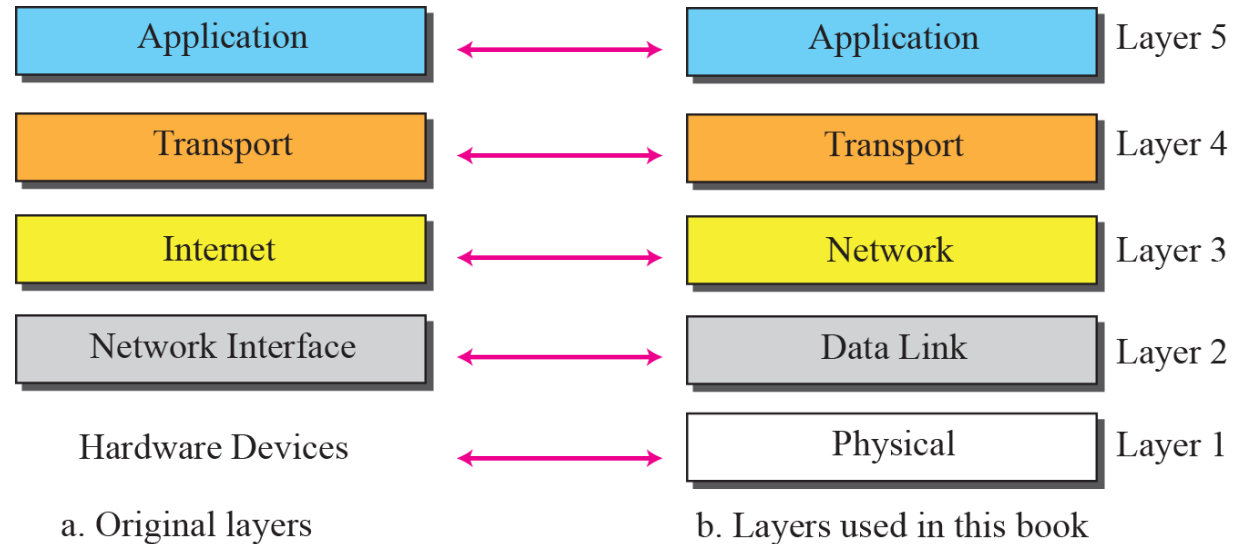 Application
Application
Layer 5
Transport
Transport
Layer 4
Internet
Network
Layer 3
Network Interface
Data Link
Layer 2
Hardware Devices
Physical
Layer 1
a. Original layers
b. Layers used in this book